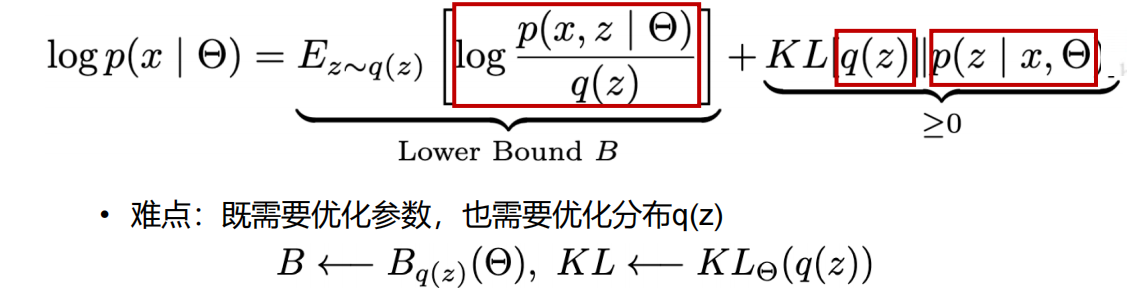 log p(x | Θ) = E_{z∼q(z)} [log p(x, z | Θ) / q(z)] + KL[q(z)‖p(z | x, Θ)
Lower Bound B
≥0
• 难点：既需要优化参数，也需要优化分布q(z)
B ⟵ B_{q(z)}(Θ), KL ⟵ KL_Θ(q(z))